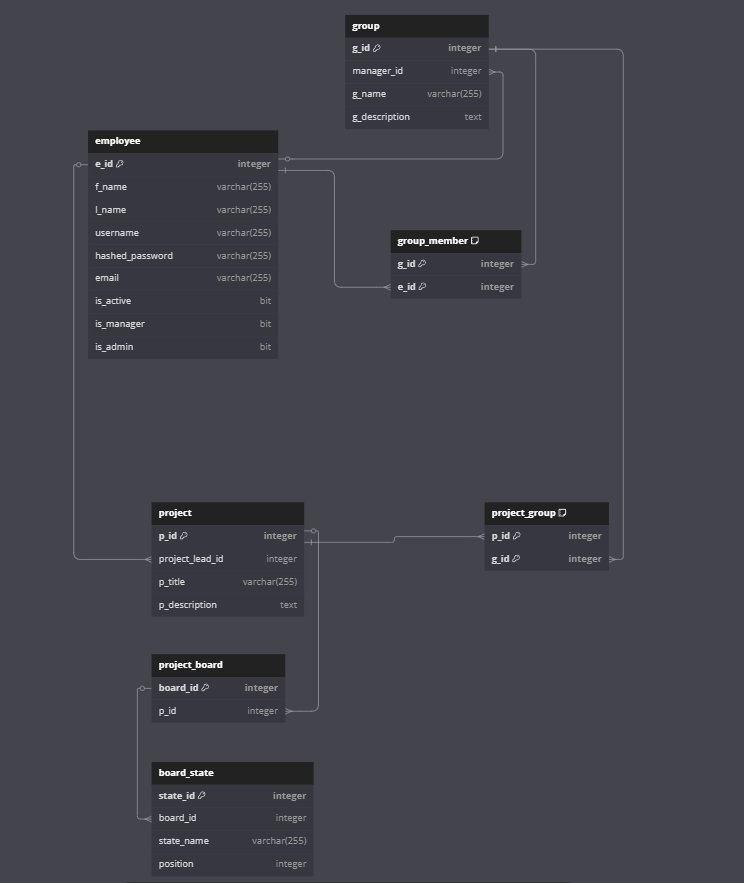 group
g_id integer
manager_id integer
g_name varchar(255)
g_description text
employee
e_id integer
f_name varchar(255)
l_name varchar(255)
username varchar(255)
hashed_password varchar(255)
email varchar(255)
is_active bit
is_manager bit
is_admin bit
group_member
g_id integer
e_id integer
project
p_id integer
project_lead_id integer
p_title varchar(255)
p_description text
project_group
p_id integer
g_id integer
project_board
board_id integer
p_id integer
board_state
state_id integer
board_id integer
state_name varchar(255)
position integer